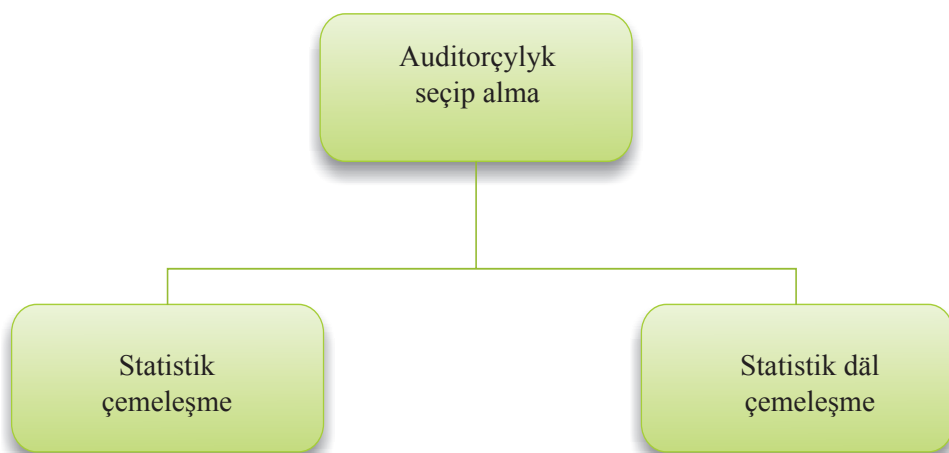 Auditorçylyk
seçip alma
Statistik
çemeleşme
Statistik däl
çemeleşme